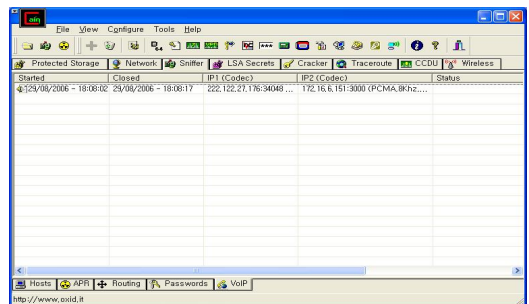 Cain
File View Configure Tools Help
Protected Storage Network Sniffer LSA Secrets Cracker Traceroute CCDU Wireless
Started Closed IP1 (Codec) IP2 (Codec) Status
29/08/2006 - 18:08:02 29/08/2006 - 18:08:17 222,122,27,176:34048 ... 172,16,6,151:3000 (PCMA,8Khz,...
Hosts APR Routing Passwords VoIP
http://www,oxid,it